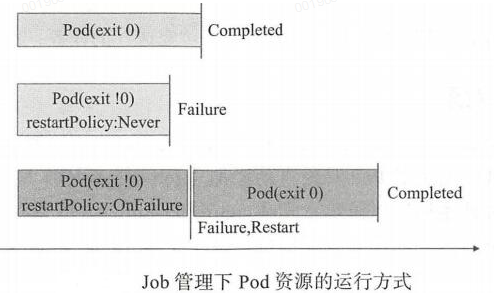 Pod(exit 0)
Completed
Pod(exit !0)
restartPolicy:Never
Failure
Pod(exit !0)
restartPolicy:OnFailure
Pod(exit 0)
Completed
Failure,Restart
Job 管理下 Pod 资源的运行方式